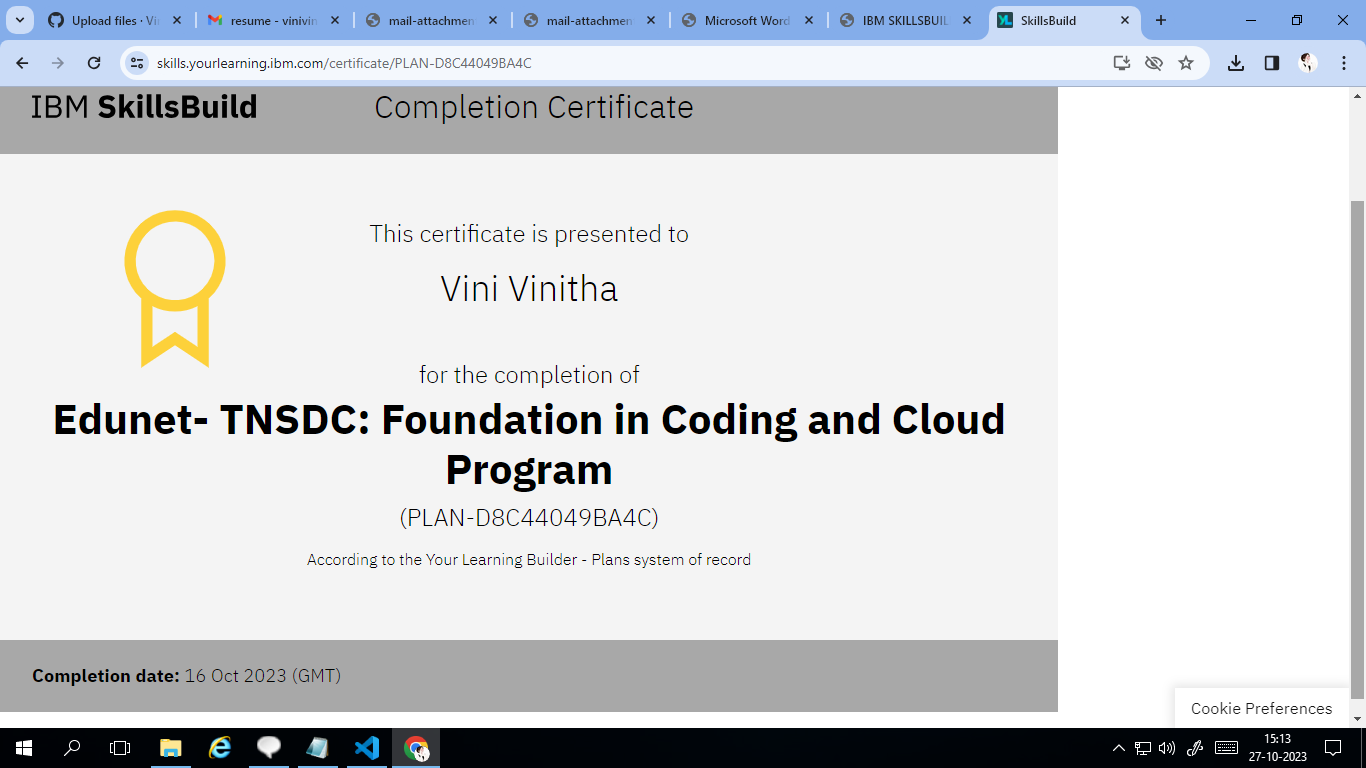 Upload files · Vi
resume - vinivin
mail-attachmen
mail-attachmen
Microsoft Word
IBM SKILLSBUIL
SkillsBuild
skills.yourlearning.ibm.com/certificate/PLAN-D8C44049BA4C
IBM SkillsBuild
Completion Certificate
This certificate is presented to
Vini Vinitha
for the completion of
Edunet- TNSDC: Foundation in Coding and Cloud
Program
(PLAN-D8C44049BA4C)
According to the Your Learning Builder - Plans system of record
Completion date: 16 Oct 2023 (GMT)
Cookie Preferences
15:13
27-10-2023